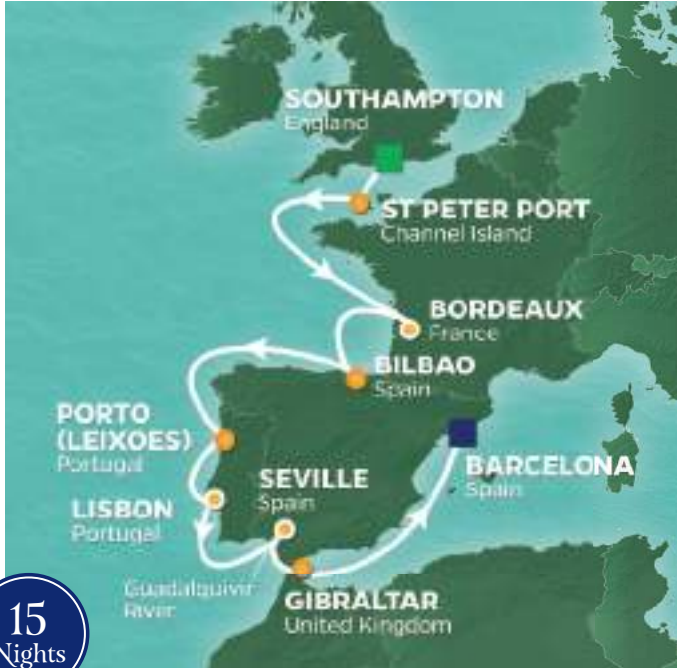 SOUTHAMPTON
England
ST PETER PORT
Channel Island
BORDEAUX
France
BILBAO
Spain
PORTO
(LEIXOES)
Portugal
LISBON
Portugal
SEVILLE
Spain
BARCELONA
Spain
Guadalquivir
River
GIBRALTAR
United Kingdom
15
Nights